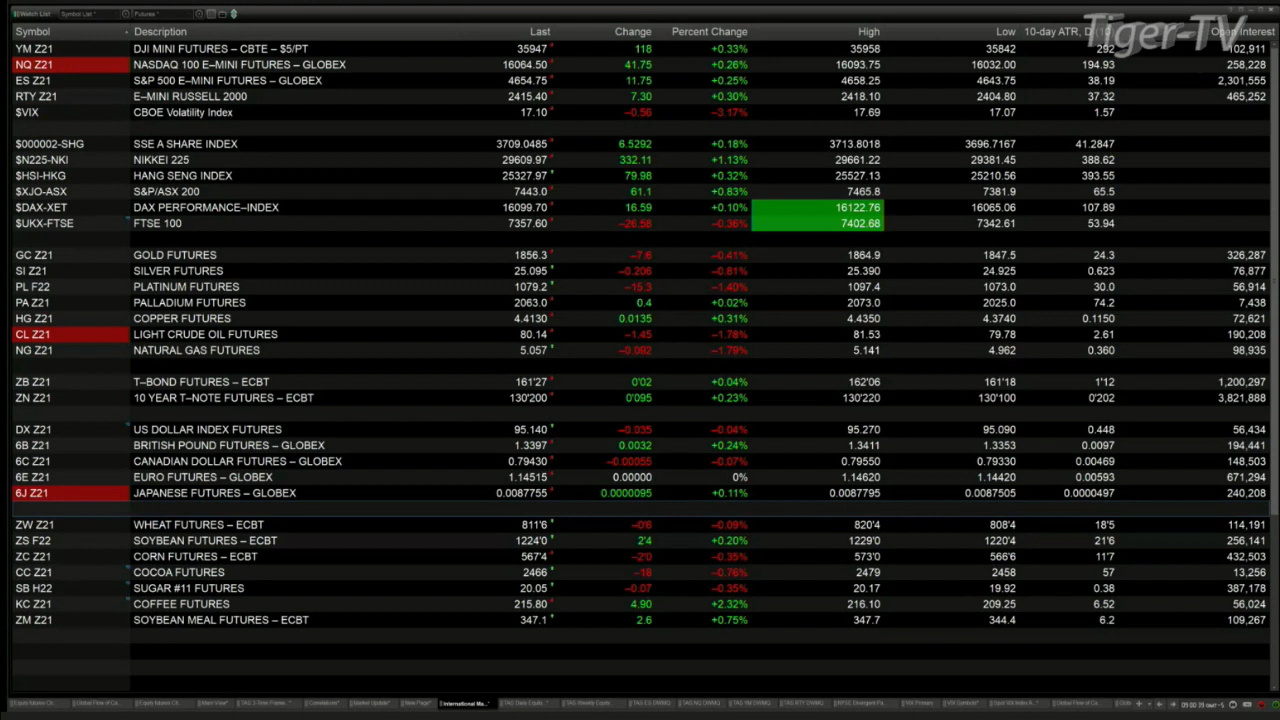 Watch List Symbol List Futures
Tiger-TV
Symbol Description Last Change Percent Change High Low 10-day ATR, Open Interest
YM Z21 DJI MINI FUTURES – CBTE – $5/PT 35947 118 +0.33% 35958 35842 292 102,911
NQ Z21 NASDAQ 100 E–MINI FUTURES – GLOBEX 16064.50 41.75 +0.26% 16093.75 16032.00 194.93 258,228
ES Z21 S&P 500 E–MINI FUTURES – GLOBEX 4654.75 11.75 +0.25% 4658.25 4643.75 38.19 2,301,555
RTY Z21 E–MINI RUSSELL 2000 2415.40 7.30 +0.30% 2418.10 2404.80 37.32 465,252
$VIX CBOE Volatility Index 17.10 –0.56 –3.17% 17.69 17.07 1.57
$000002-SHG SSE A SHARE INDEX 3709.0485 6.5292 +0.18% 3713.8018 3696.7167 41.2847
$N225-NKI NIKKEI 225 29609.97 332.11 +1.13% 29661.22 29381.45 388.62
$HSI-HKG HANG SENG INDEX 25327.97 79.98 +0.32% 25527.13 25210.56 393.55
$XJO-ASX S&P/ASX 200 7443.0 61.1 +0.83% 7465.8 7381.9 65.5
$DAX-XET DAX PERFORMANCE–INDEX 16099.70 16.59 +0.10% 16122.76 16065.06 107.89
$UKX-FTSE FTSE 100 7357.60 –26.58 –0.36% 7402.68 7342.61 53.94
GC Z21 GOLD FUTURES 1856.3 –7.6 –0.41% 1864.9 1847.5 24.3 326,287
SI Z21 SILVER FUTURES 25.095 –0.206 –0.81% 25.390 24.925 0.623 76,877
PL F22 PLATINUM FUTURES 1079.2 –15.3 –1.40% 1097.4 1073.0 30.0 56,914
PA Z21 PALLADIUM FUTURES 2063.0 0.4 +0.02% 2073.0 2025.0 74.2 7,438
HG Z21 COPPER FUTURES 4.4130 0.0135 +0.31% 4.4350 4.3740 0.1150 72,621
CL Z21 LIGHT CRUDE OIL FUTURES 80.14 –1.45 –1.78% 81.53 79.78 2.61 190,208
NG Z21 NATURAL GAS FUTURES 5.057 –0.092 –1.79% 5.141 4.962 0.360 98,935
ZB Z21 T–BOND FUTURES – ECBT 161'27 0'02 +0.04% 162'06 161'18 1'12 1,200,297
ZN Z21 10 YEAR T–NOTE FUTURES – ECBT 130'200 0'095 +0.23% 130'220 130'100 0'202 3,821,888
DX Z21 US DOLLAR INDEX FUTURES 95.140 –0.035 –0.04% 95.270 95.090 0.448 56,434
6B Z21 BRITISH POUND FUTURES – GLOBEX 1.3397 0.0032 +0.24% 1.3411 1.3353 0.0097 194,441
6C Z21 CANADIAN DOLLAR FUTURES – GLOBEX 0.79430 –0.00055 –0.07% 0.79550 0.79330 0.00469 148,503
6E Z21 EURO FUTURES – GLOBEX 1.14515 0.00000 0% 1.14620 1.14420 0.00593 671,294
6J Z21 JAPANESE FUTURES – GLOBEX 0.0087755 0.0000095 +0.11% 0.0087795 0.0087505 0.0000497 240,208
ZW Z21 WHEAT FUTURES – ECBT 811'6 –0'6 –0.09% 820'4 808'4 18'5 114,191
ZS F22 SOYBEAN FUTURES – ECBT 1224'0 2'4 +0.20% 1229'0 1220'0 21'6 256,141
ZC Z21 CORN FUTURES – ECBT 567'4 –2'0 –0.35% 573'0 566'6 11'7 432,503
CC Z21 COCOA FUTURES 2466 –18 –0.76% 2479 2458 57 13,256
SB H22 SUGAR #11 FUTURES 20.05 –0.07 –0.35% 20.17 19.92 0.38 387,178
KC Z21 COFFEE FUTURES 215.80 4.90 +2.32% 216.10 209.25 6.52 56,024
ZM Z21 SOYBEAN MEAL FUTURES – ECBT 347.1 2.6 +0.75% 347.7 344.4 6.2 109,267
International Ma...